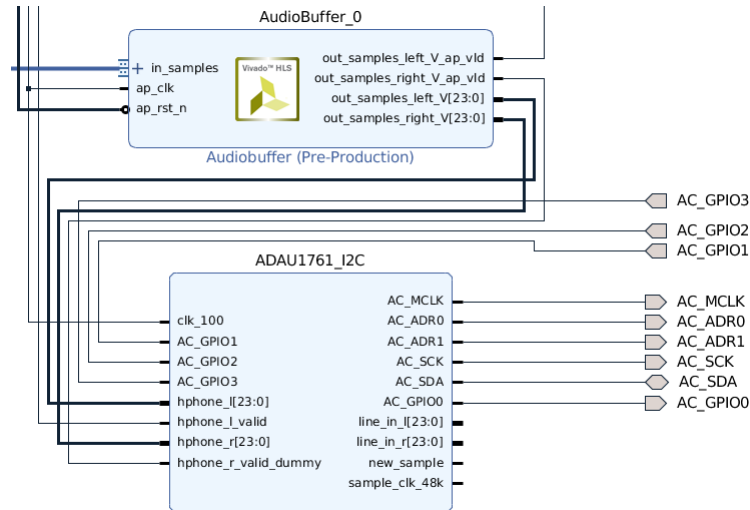 AudioBuffer_0
in_samples
ap_clk
ap_rst_n
Vivado™ HLS
out_samples_left_V_ap_vld
out_samples_right_V_ap_vld
out_samples_left_V[23:0]
out_samples_right_V[23:0]
Audiobuffer (Pre-Production)
AC_GPIO3
AC_GPIO2
AC_GPIO1
ADAU1761_I2C
clk_100
AC_GPIO1
AC_GPIO2
AC_GPIO3
hphone_l[23:0]
hphone_l_valid
hphone_r[23:0]
hphone_r_valid_dummy
AC_MCLK
AC_ADR0
AC_ADR1
AC_SCK
AC_SDA
AC_GPIO0
line_in_l[23:0]
line_in_r[23:0]
new_sample
sample_clk_48k
AC_MCLK
AC_ADR0
AC_ADR1
AC_SCK
AC_SDA
AC_GPIO0